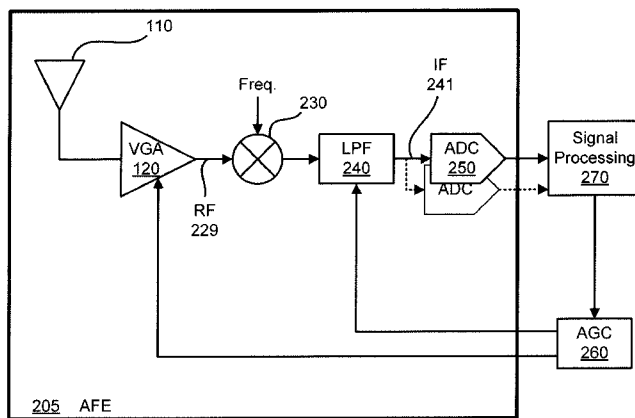 110
Freq.
230
IF
241
VGA
120
LPF
240
ADC
250
ADC
Signal
Processing
270
RF
229
AGC
260
205 AFE